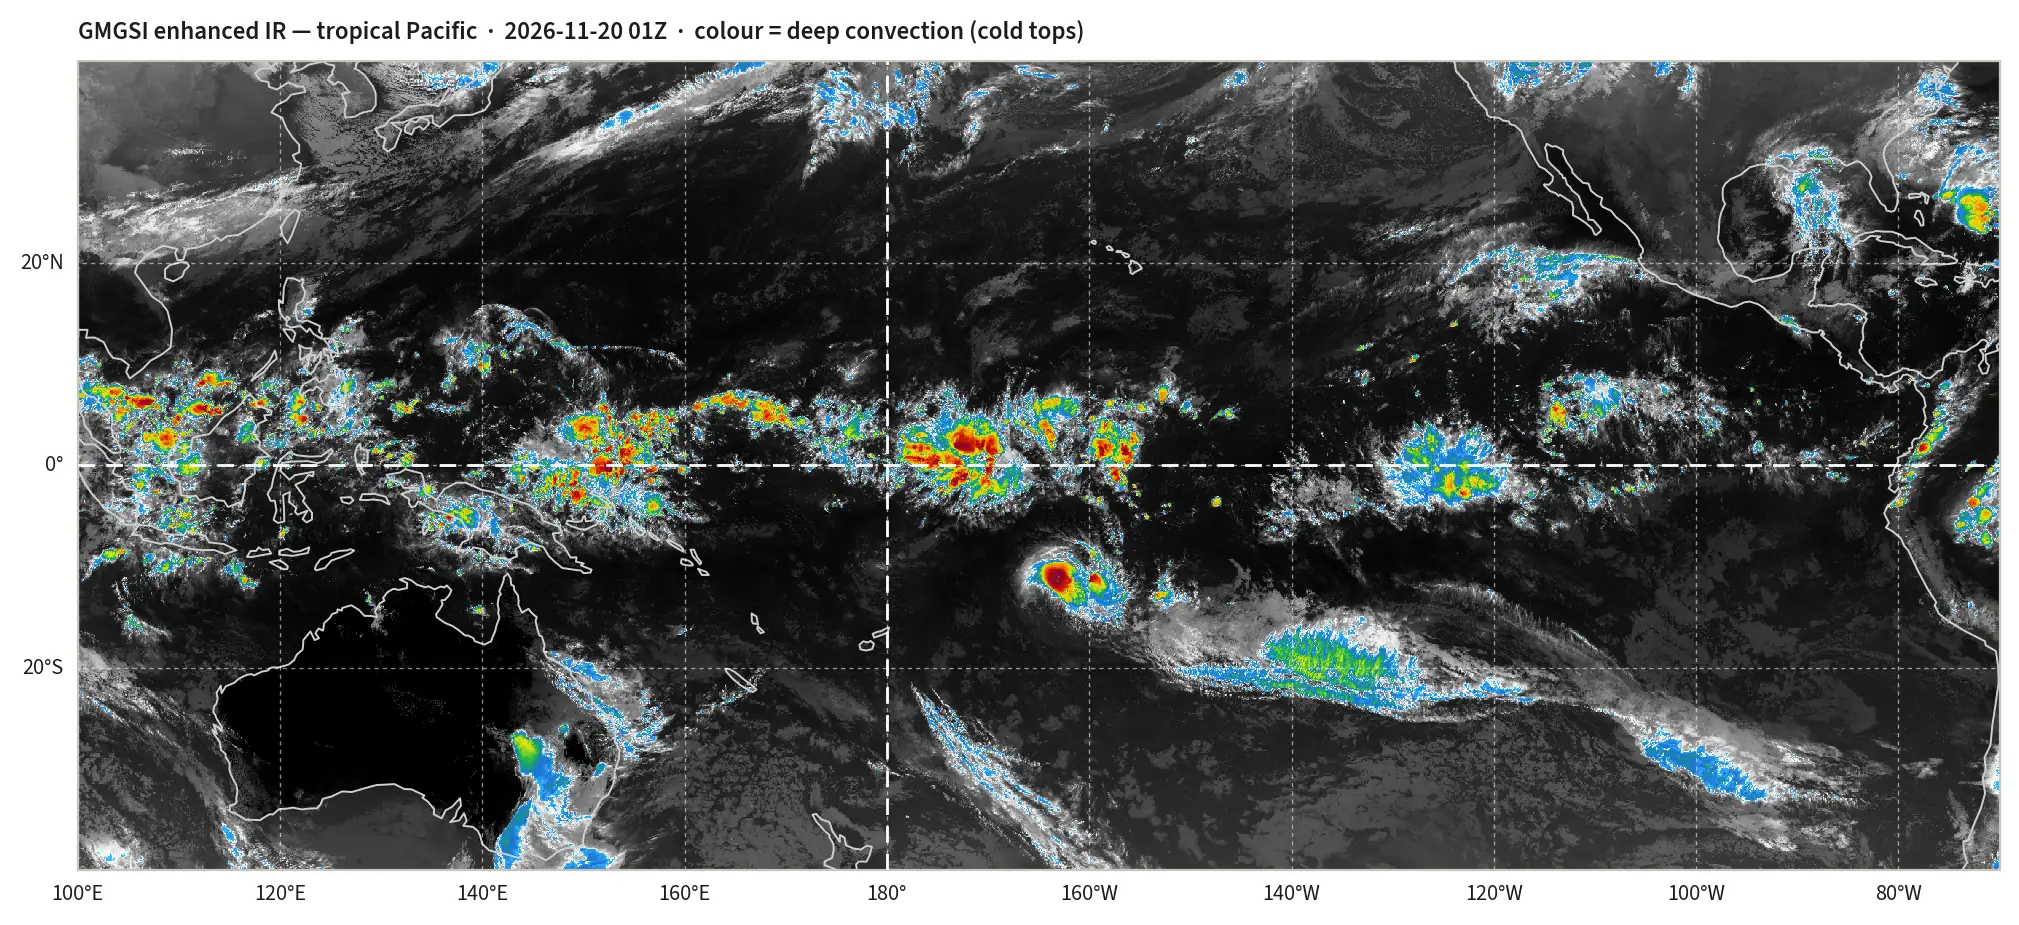 GMGSI enhanced IR — tropical Pacific · 2026-11-20 01Z · colour = deep convection (cold tops)
20°N
0°
20°S
100°E 120°E 140°E 160°E 180° 160°W 140°W 120°W 100°W 80°W